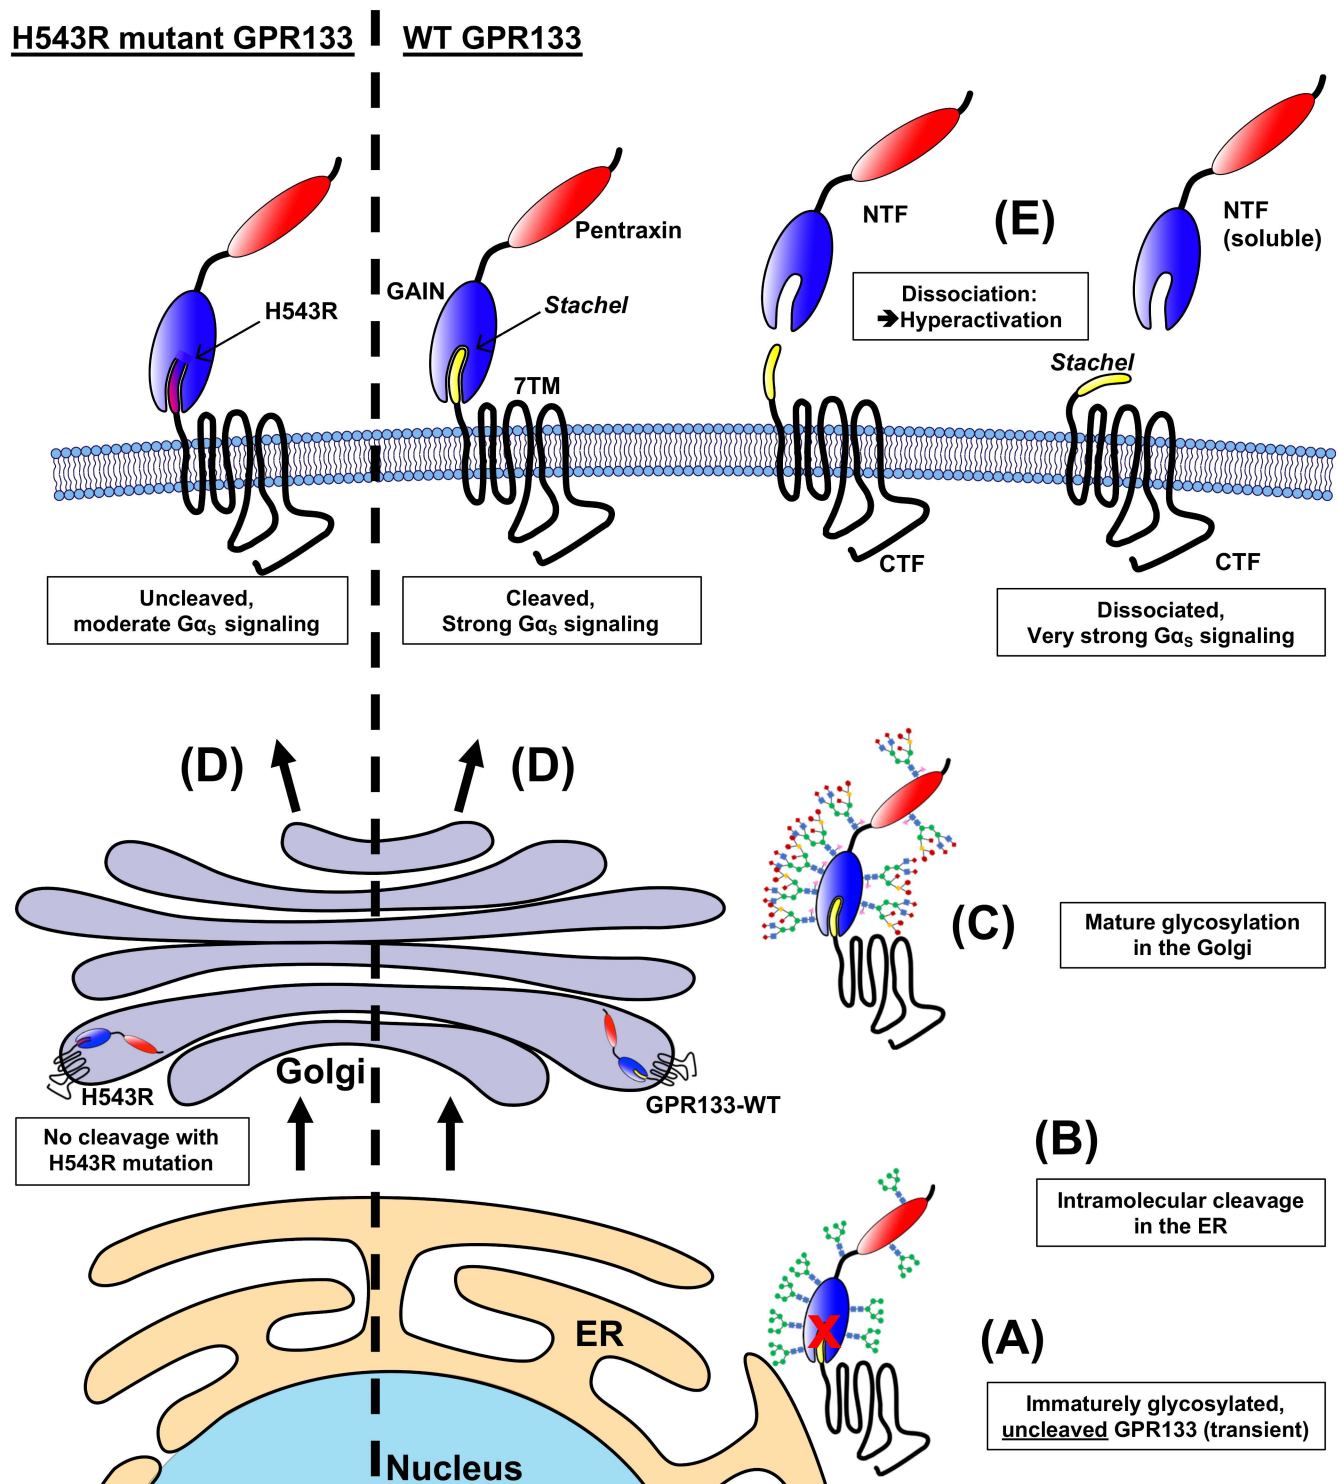 H543R mutant GPR133
WT GPR133
Pentraxin
NTF
(E)
NTF
(soluble)
H543R
GAIN
Stachel
Dissociation:
➔Hyperactivation
Stachel
7TM
CTF
CTF
Uncleaved,
moderate Gαs signaling
Cleaved,
Strong Gαs signaling
Dissociated,
Very strong Gαs signaling
(D)
(D)
(C)
Mature glycosylation
in the Golgi
Golgi
H543R
GPR133-WT
No cleavage with
H543R mutation
(B)
Intramolecular cleavage
in the ER
X
ER
(A)
Immaturely glycosylated,
uncleaved GPR133 (transient)
Nucleus